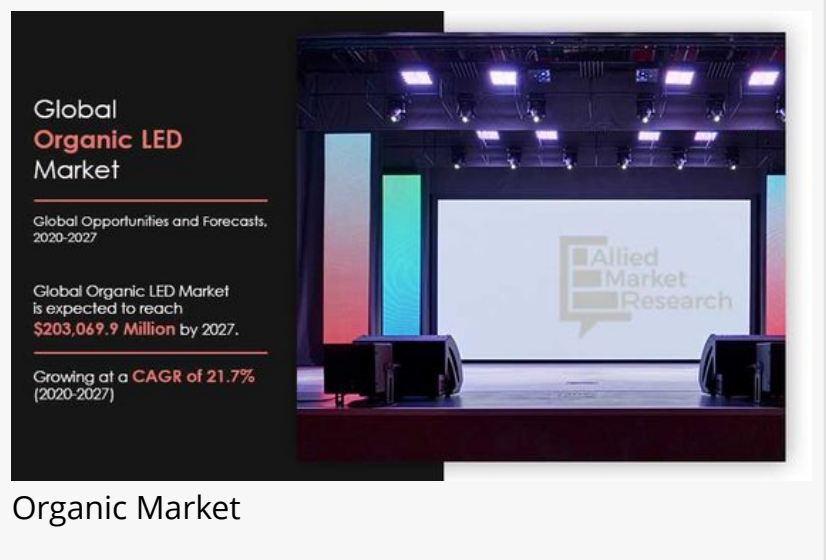 Global
Organic LED
Market
Global Opportunities and Forecasts,
2020-2027
Global Organic LED Market
is expected to reach
$203,069.9 Million by 2027.
Growing at a CAGR of 21.7%
(2020-2027)
Allied
Market
Research
Organic Market